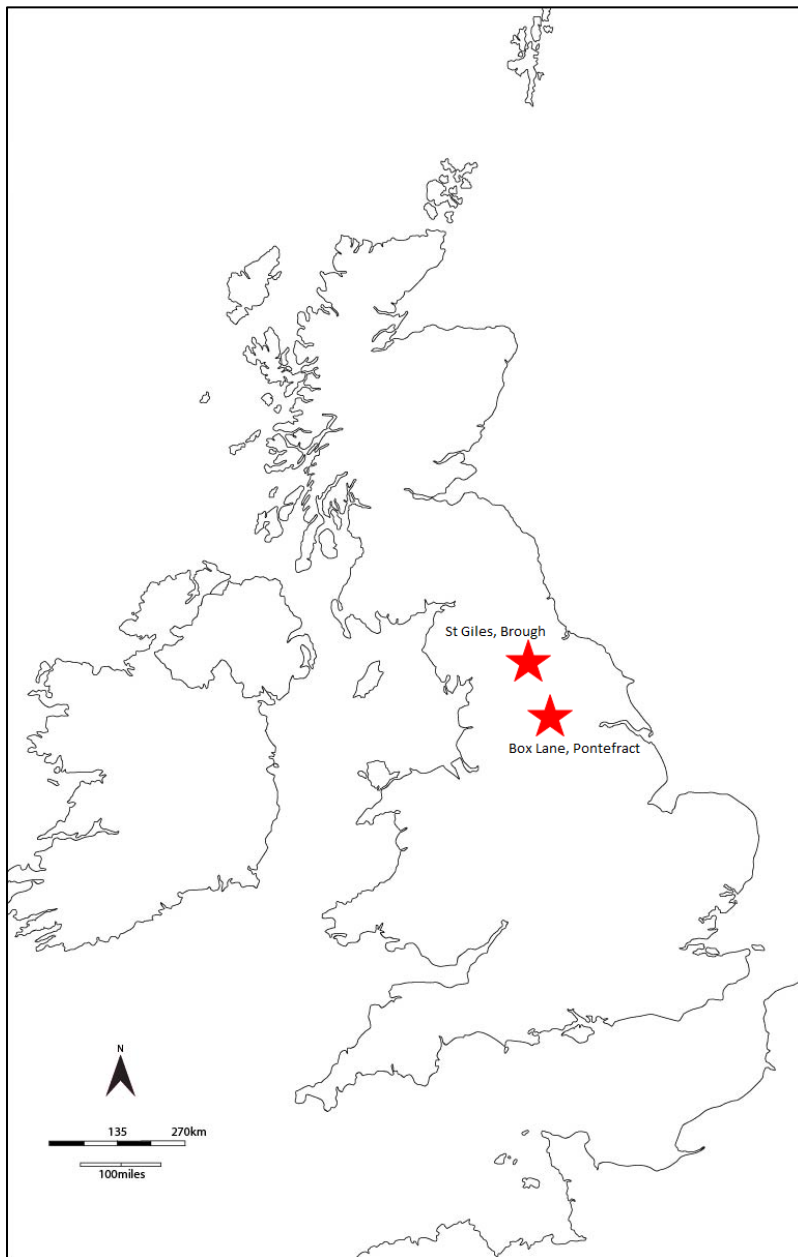 St Giles, Brough
Box Lane, Pontefract
N
135 270km
100miles